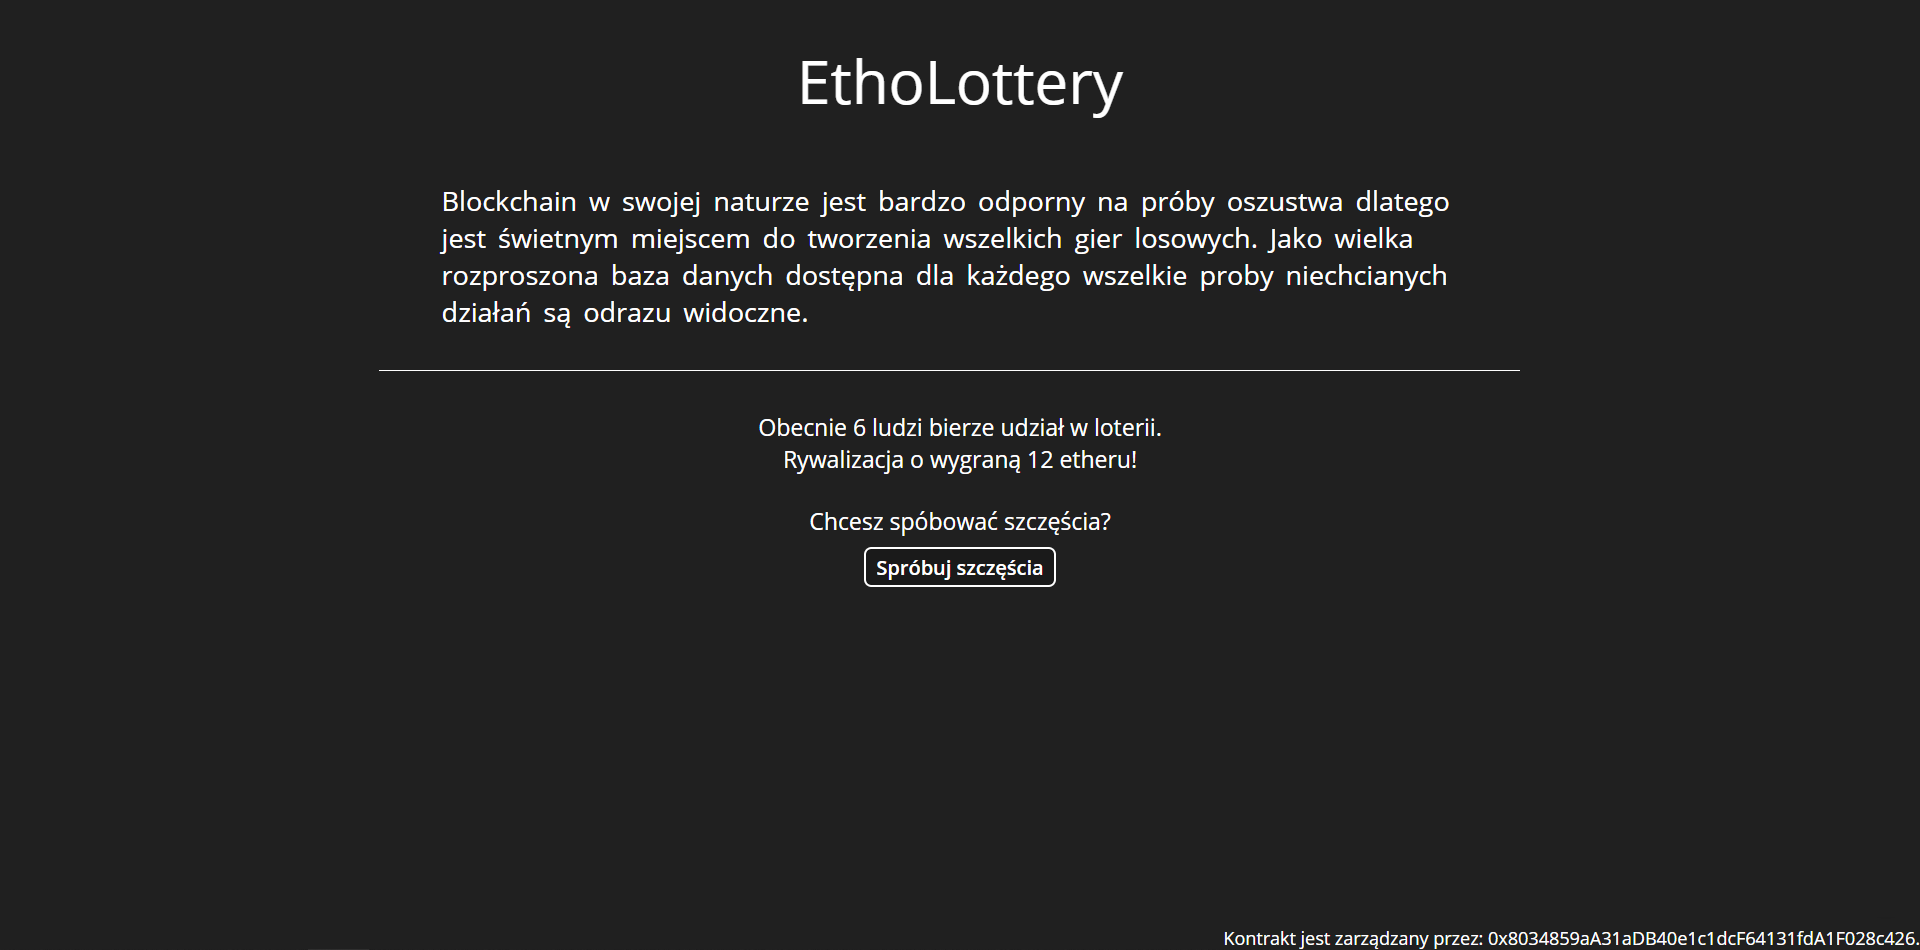 EthoLottery
Blockchain w swojej naturze jest bardzo odporny na próby oszustwa dlatego
jest świetnym miejscem do tworzenia wszelkich gier losowych. Jako wielka
rozproszona baza danych dostępna dla każdego wszelkie proby niechcianych
działań są odrazu widoczne.
Obecnie 6 ludzi bierze udział w loterii.
Rywalizacja o wygraną 12 etheru!
Chcesz spóbować szczęścia?
Spróbuj szczęścia
Kontrakt jest zarządzany przez: 0x8034859aA31aDB40e1c1dcF64131fdA1F028c426.